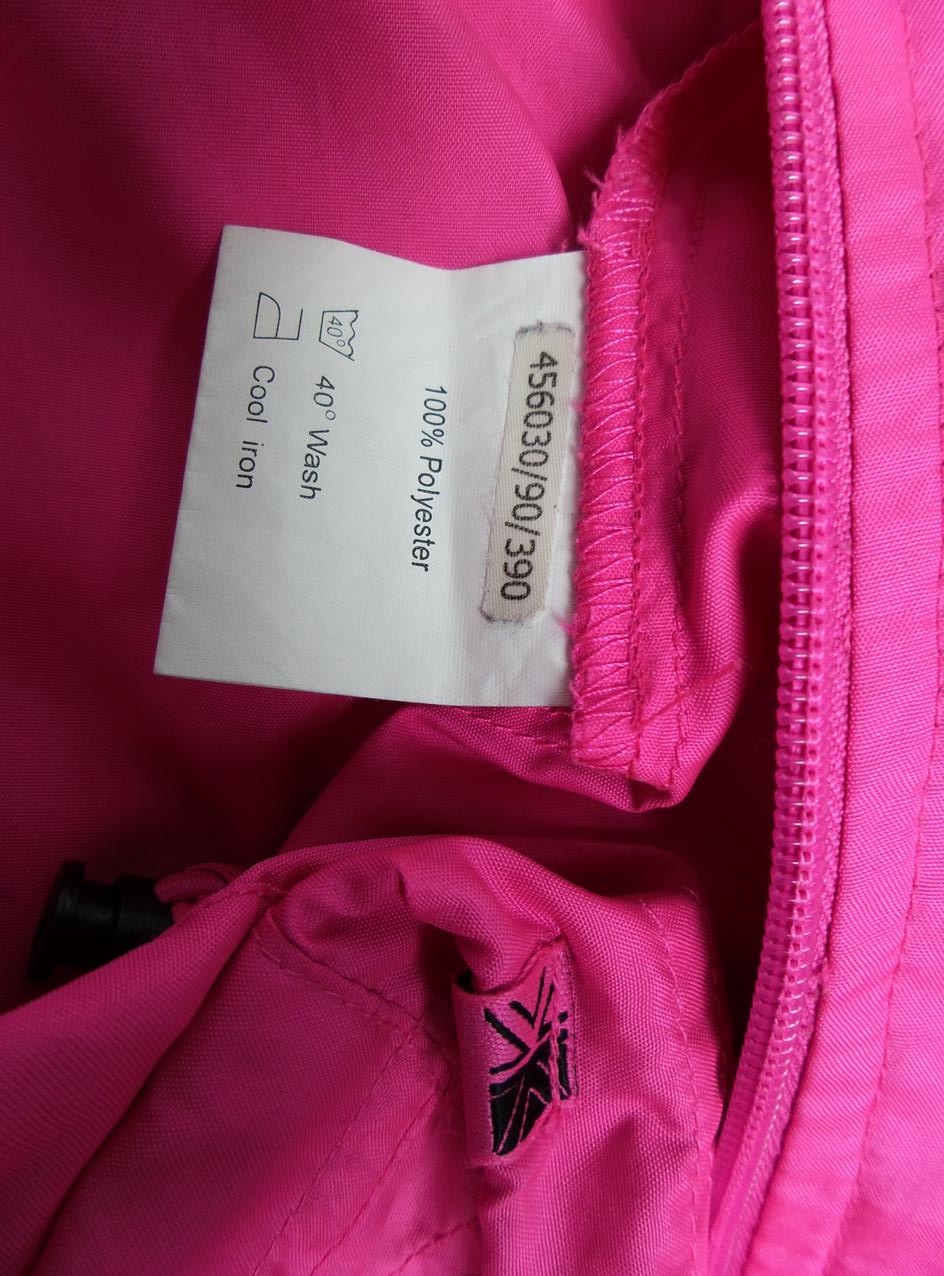 456030/90/390
100% Polyester
40° 40° Wash
Cool iron